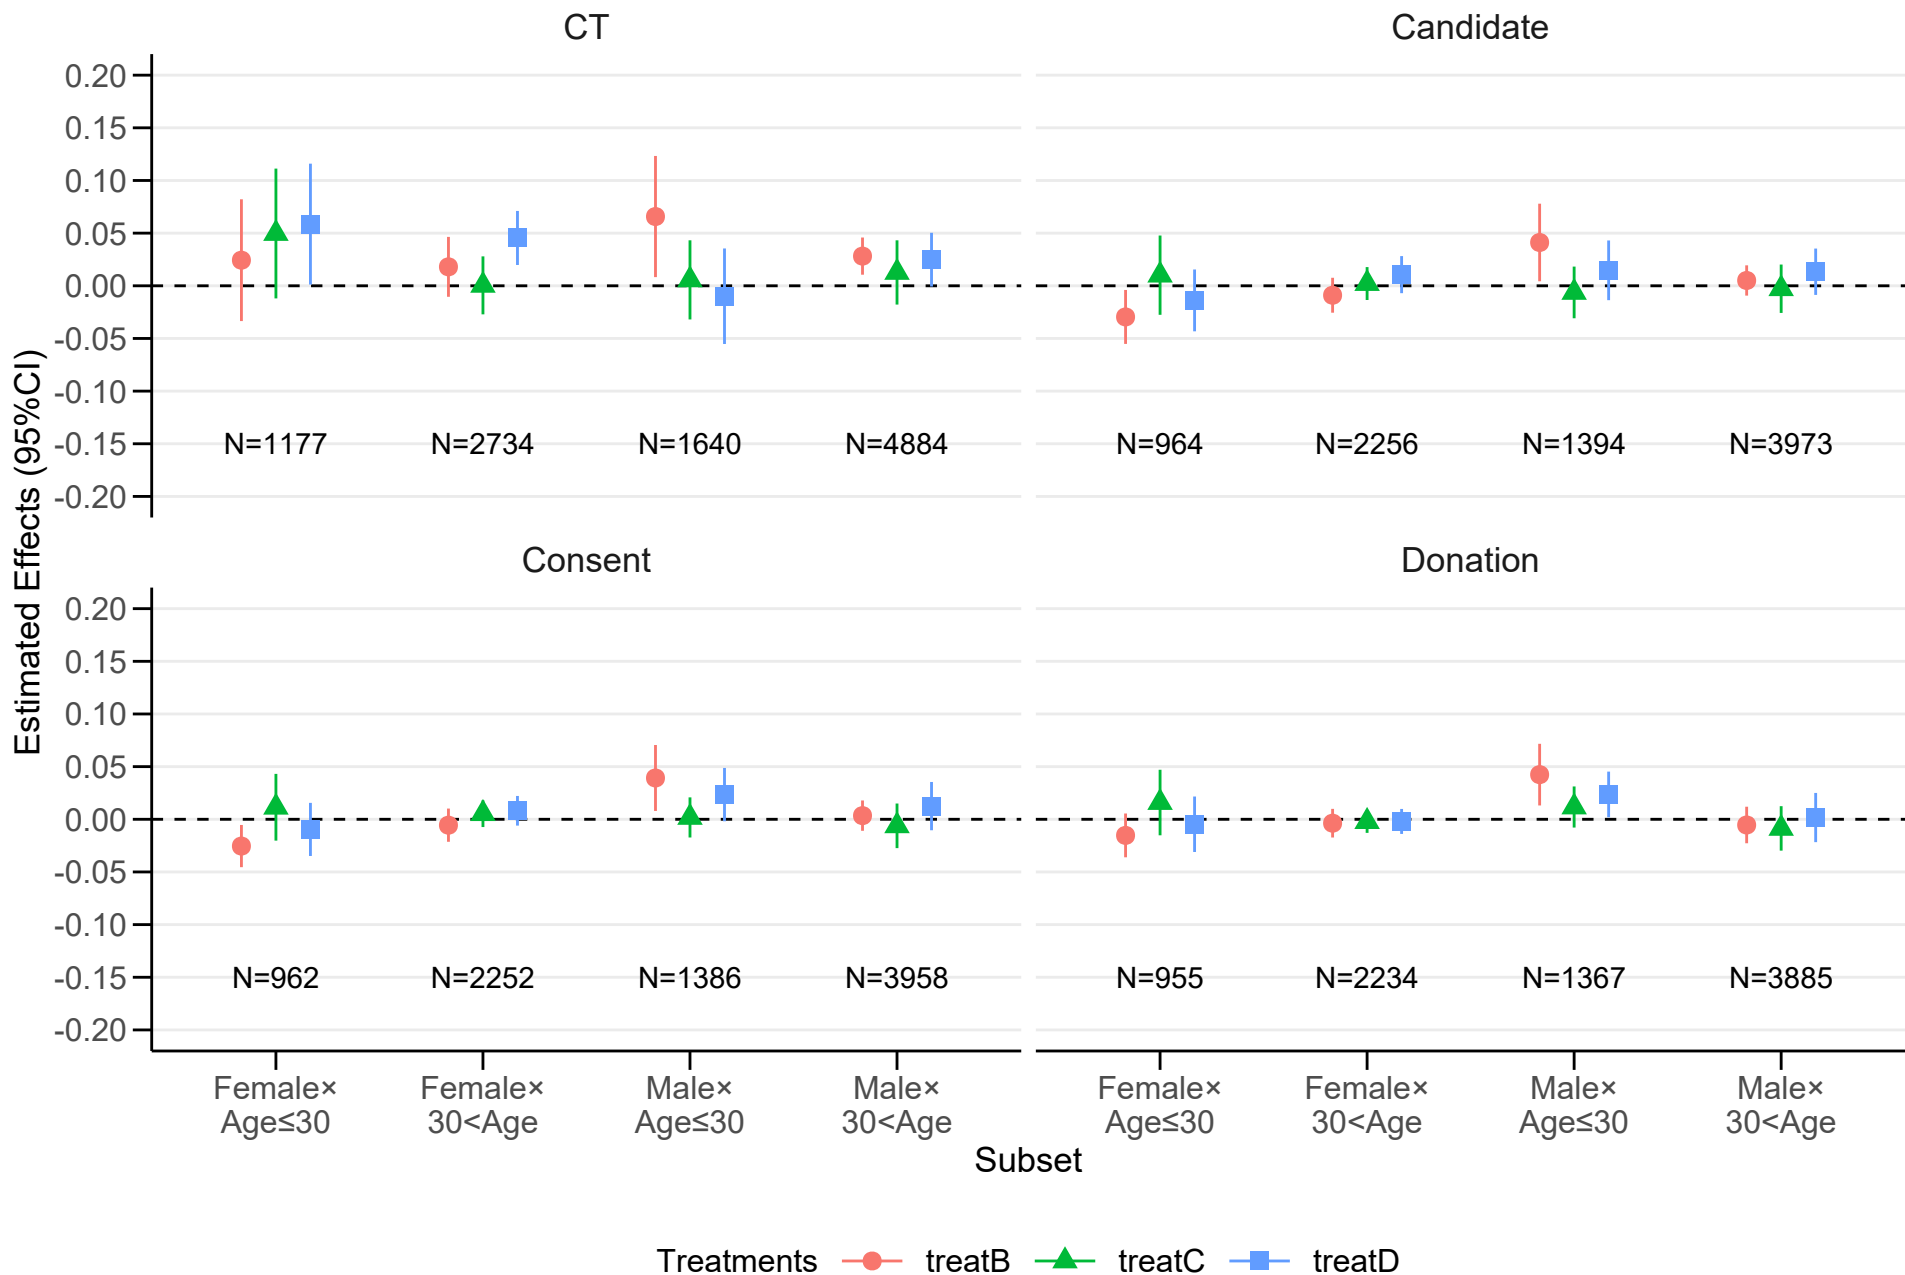 CT
Candidate
0.20
0.15
0.10
0.05
0.00
-0.05
-0.10
-0.15
-0.20
N=1177
N=2734
N=1640
N=4884
N=964
N=2256
N=1394
N=3973
Estimated Effects (95%CI)
Consent
Donation
0.20
0.15
0.10
0.05
0.00
-0.05
-0.10
-0.15
-0.20
N=962
N=2252
N=1386
N=3958
N=955
N=2234
N=1367
N=3885
Female×
Age≤30
Female×
30<Age
Male×
Age≤30
Male×
30<Age
Female×
Age≤30
Female×
30<Age
Male×
Age≤30
Male×
30<Age
Subset
Treatments
treatB
treatC
treatD